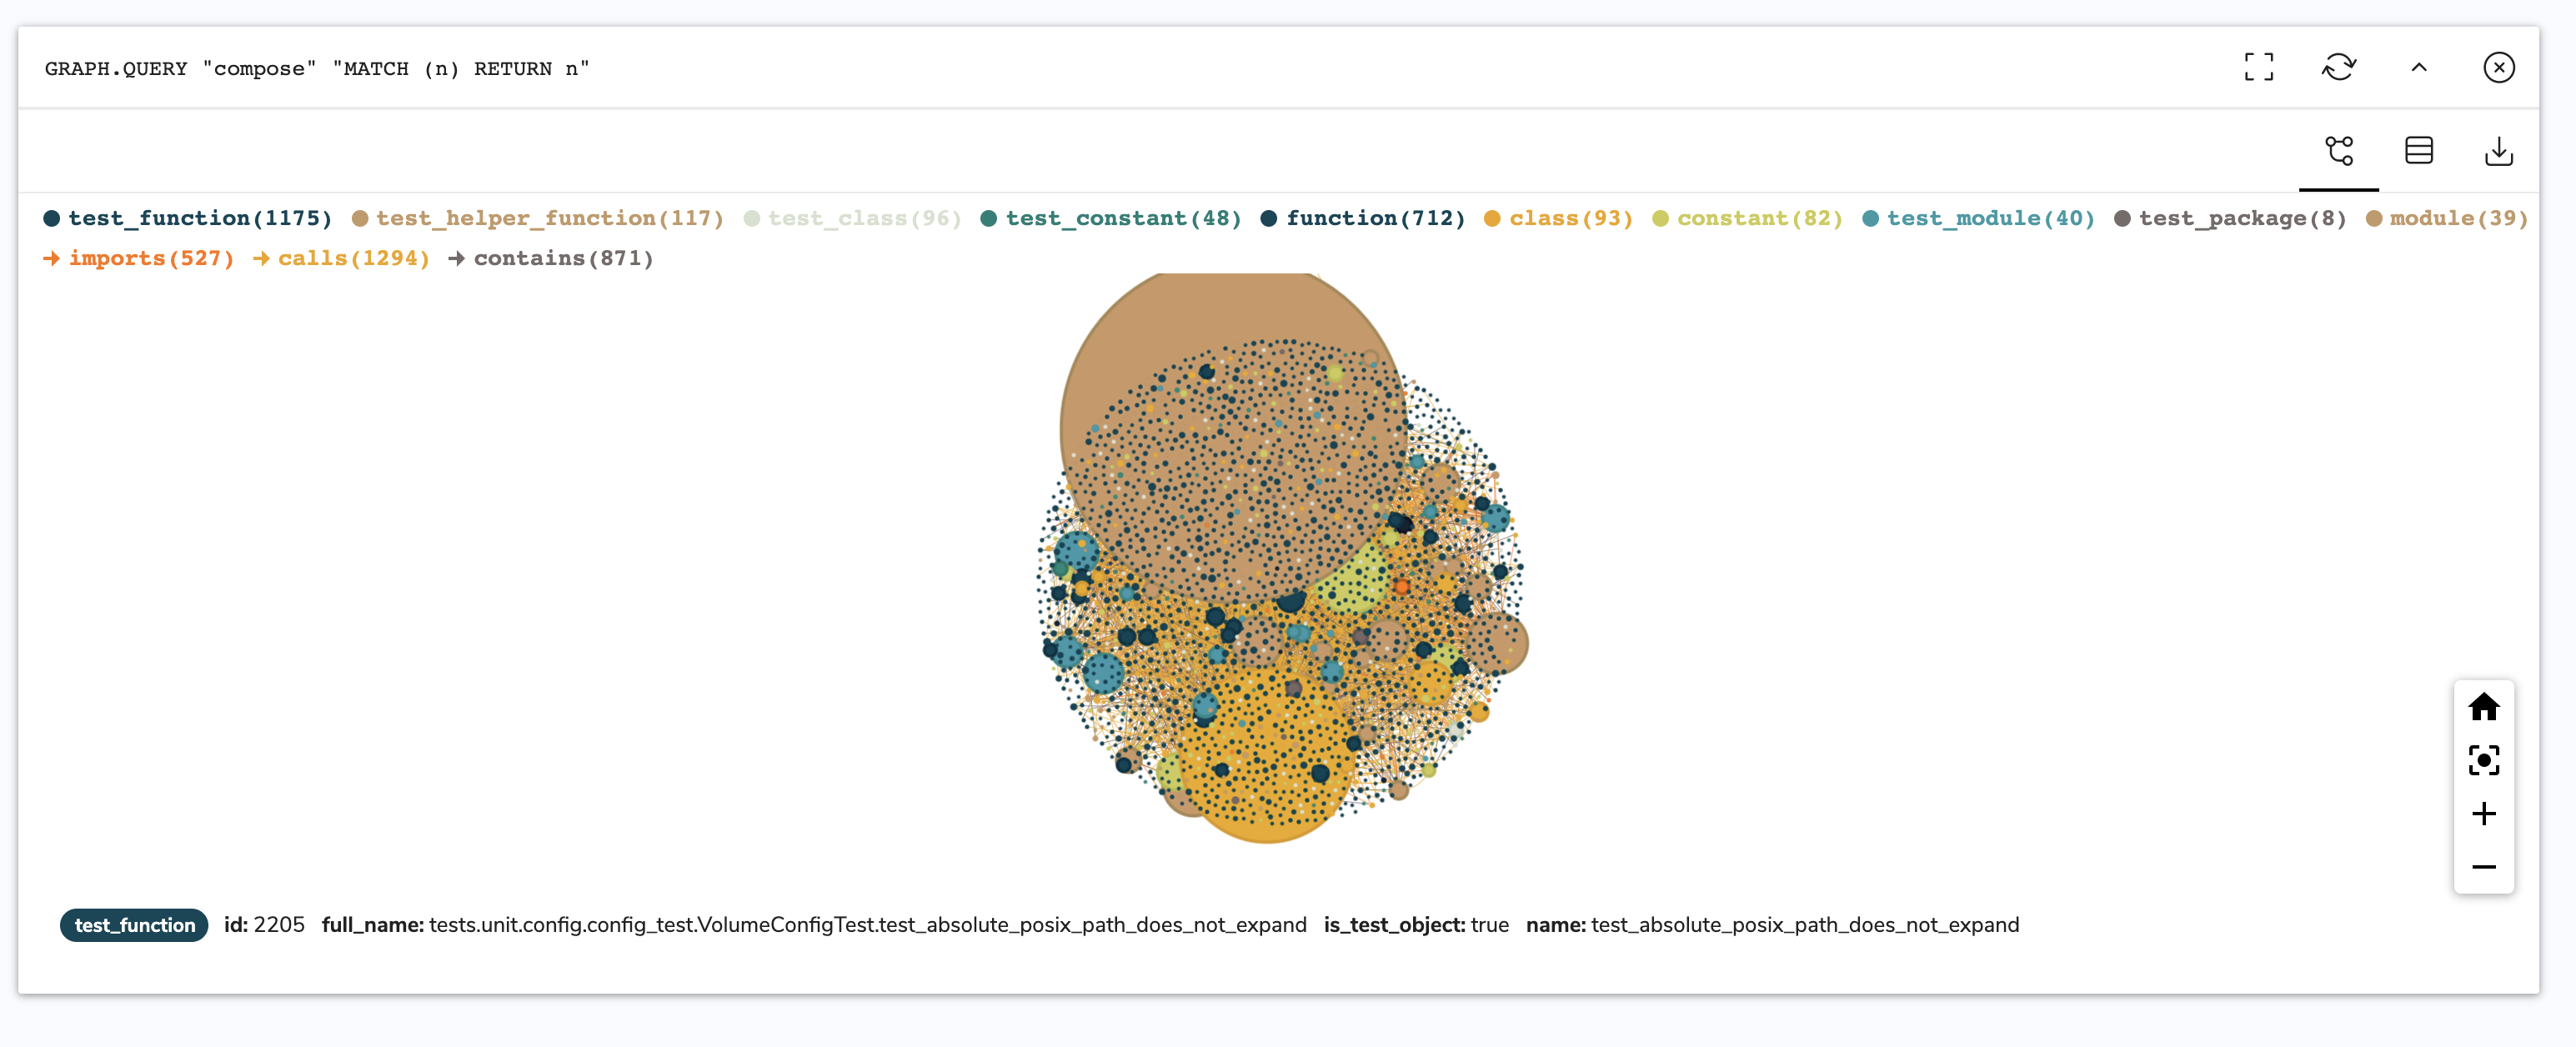 GRAPH.QUERY "compose" "MATCH (n) RETURN n"
test_function(1175) test_helper_function(117) test_class(96) test_constant(48) function(712) class(93) constant(82) test_module(40) test_package(8) module(39)
imports(527) calls(1294) contains(871)
test_function id: 2205 full_name: tests.unit.config.config_test.VolumeConfigTest.test_absolute_posix_path_does_not_expand is_test_object: true name: test_absolute_posix_path_does_not_expand